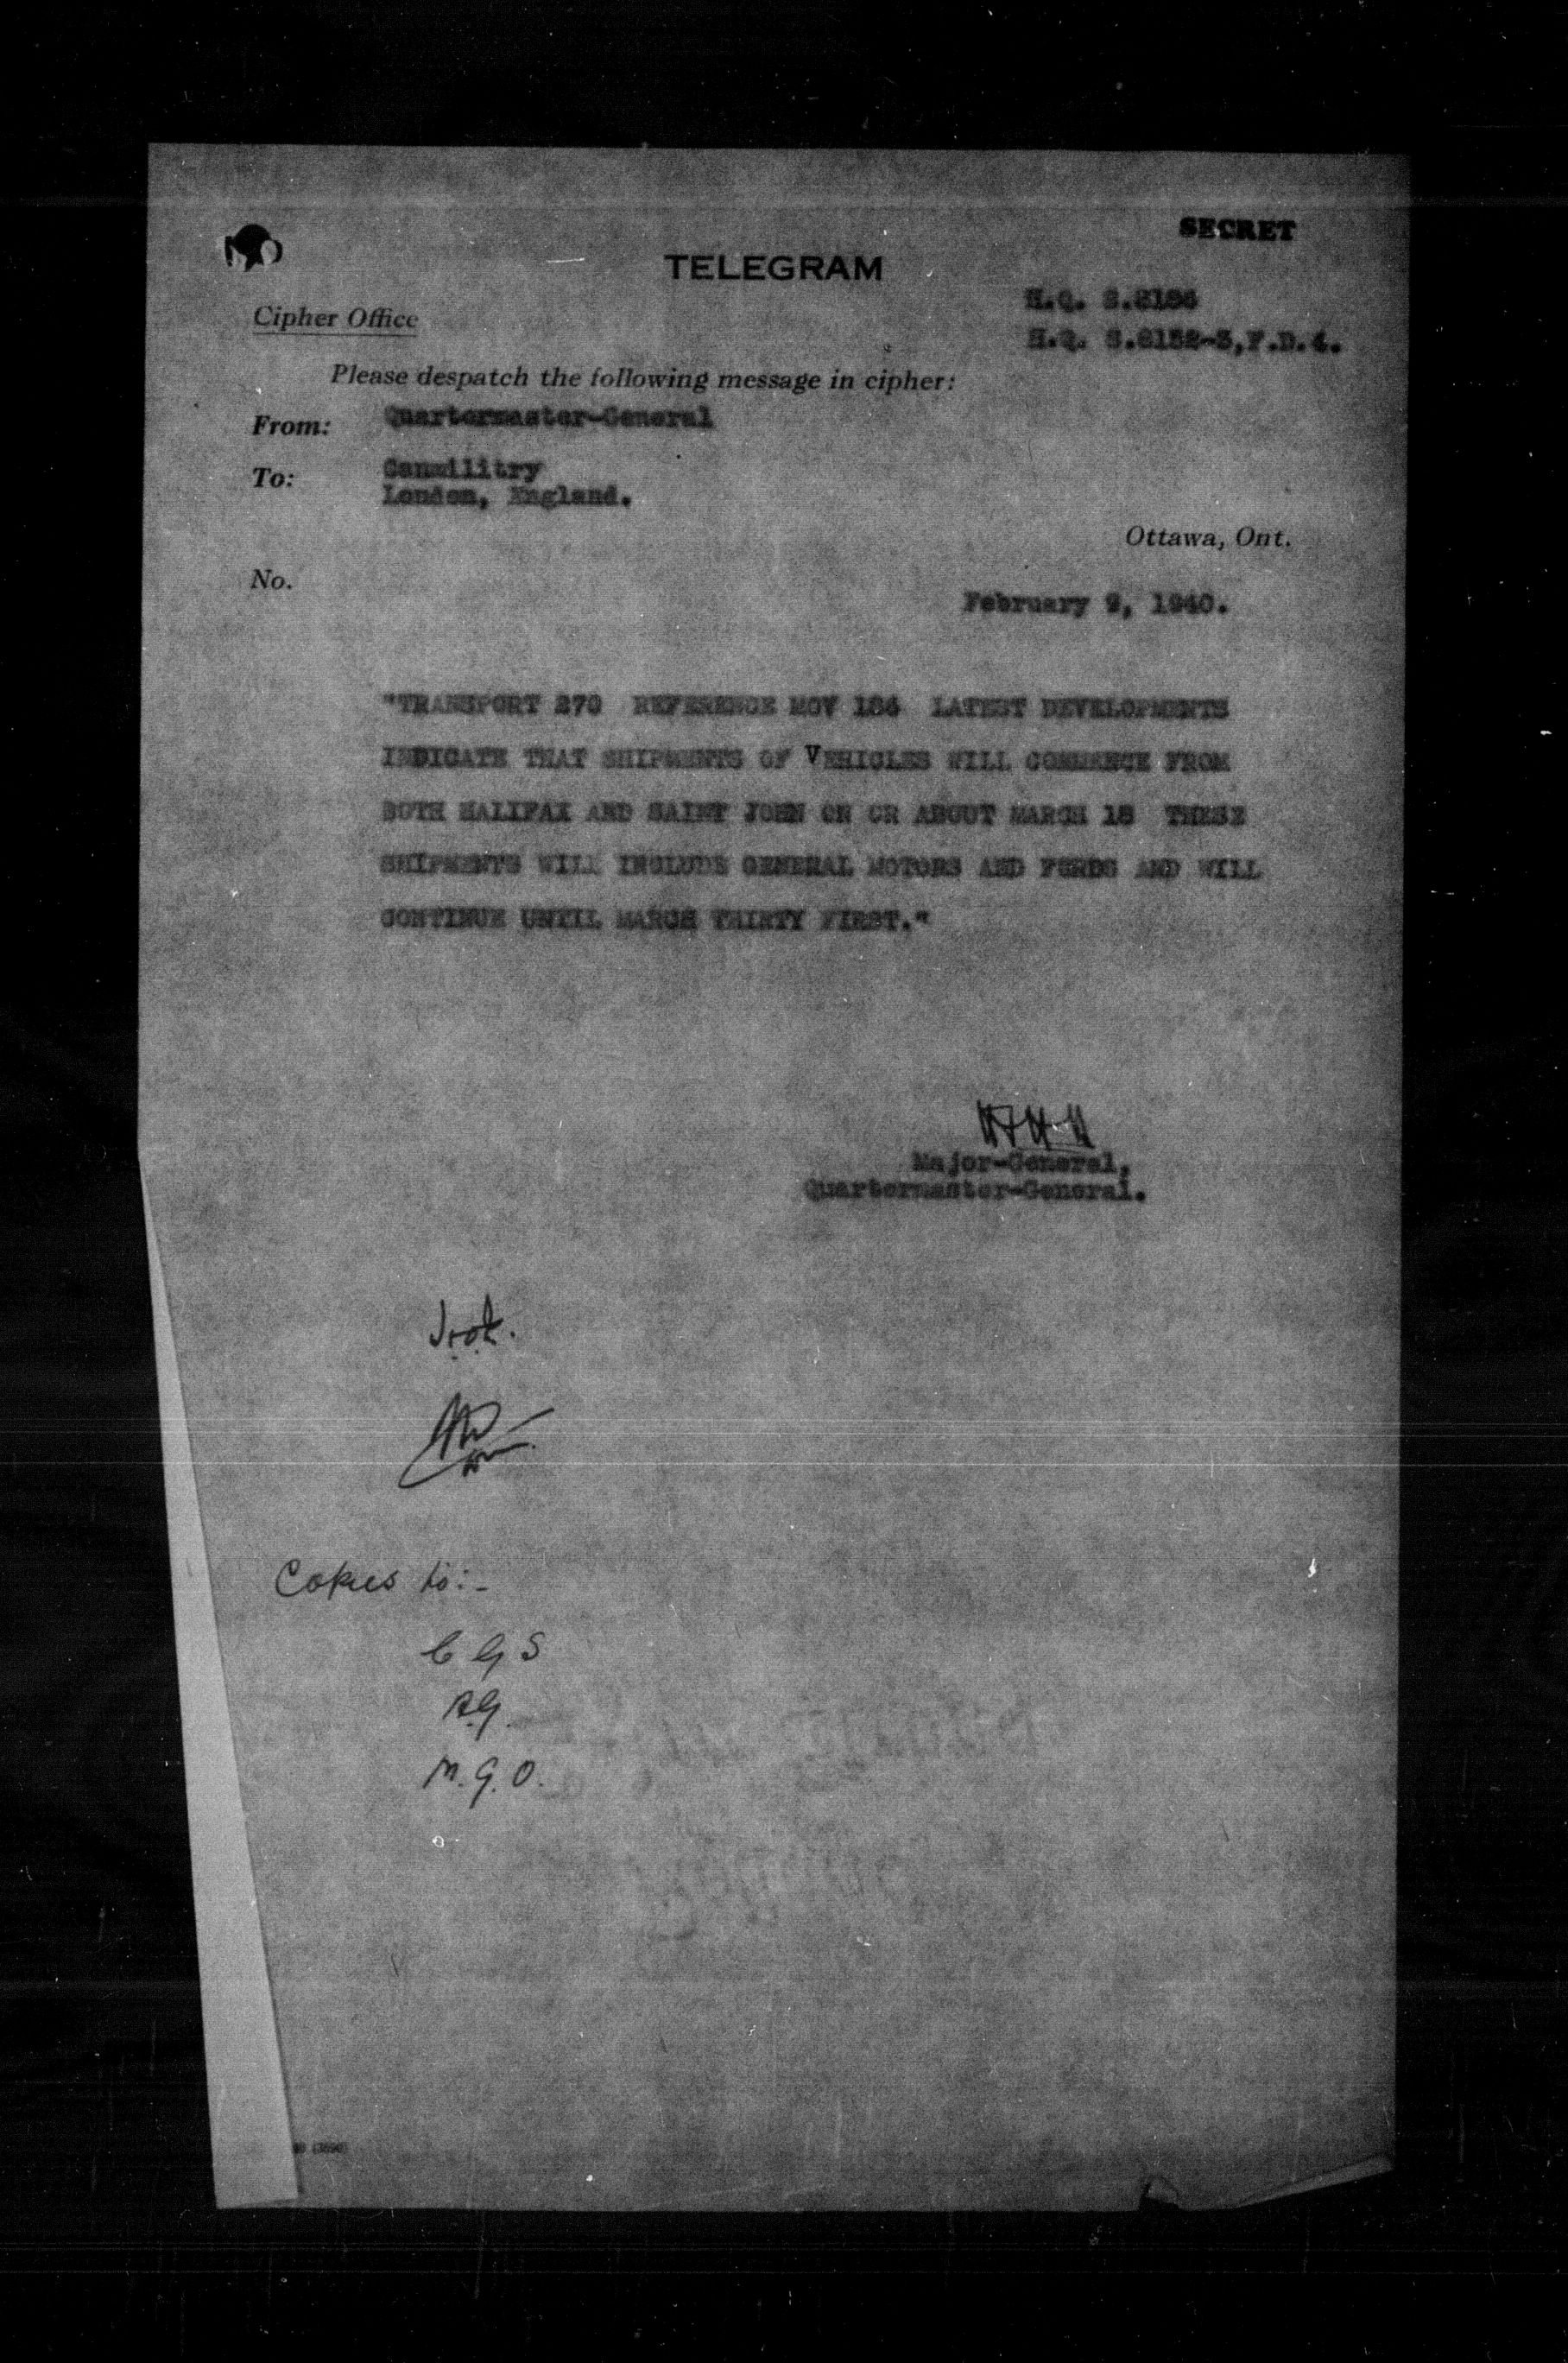 SECRET
TELEGRAM
H.Q. S.
Cipher Office
H.Q. S.8152-3,F.D.4.
Please despatch the following message in cipher:
From: Quartermaster-General
To: Canmilitry
London, England.
Ottawa, Ont.
No.
February 9, 1940.
"TRANSPORT 270 REFERENCE MOV 184 LATEST DEVELOPMENTS
INDICATE THAT SHIPMENTS OF VEHICLES WILL COMMENCE FROM
BOTH HALIFAX AND SAINT JOHN ON OR ABOUT MARCH 15 THESE
SHIPMENTS WILL INCLUDE GENERAL MOTORS AND FORDS AND WILL
CONTINUE UNTIL MARCH THIRTY FIRST."
Major-General,
Quartermaster-General.
Copies to:-
C G S
A.G.
M.G.O.